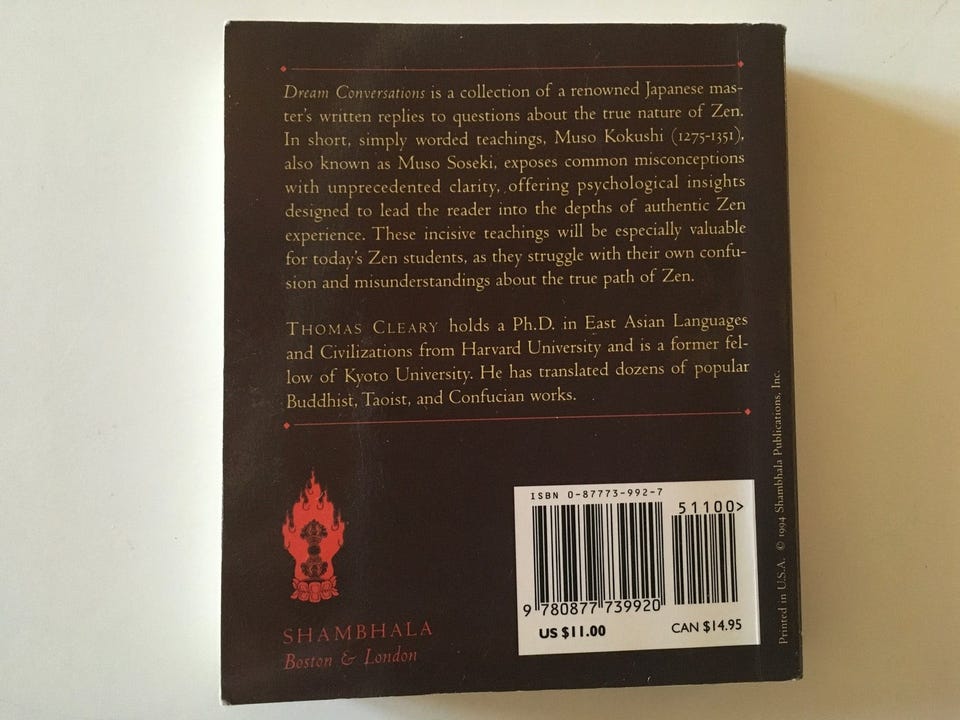 Dream Conversations is a collection of a renowned Japanese mas-
ter's written replies to questions about the true nature of Zen.
In short, simply worded teachings, Muso Kokushi (1275-1351),
also known as Muso Soseki, exposes common misconceptions
with unprecedented clarity, offering psychological insights
designed to lead the reader into the depths of authentic Zen
experience. These incisive teachings will be especially valuable
for today's Zen students, as they struggle with their own confu-
sion and misunderstandings about the true path of Zen.
THOMAS CLEARY holds a Ph.D. in East Asian Languages
and Civilizations from Harvard University and is a former fel-
low of Kyoto University. He has translated dozens of popular
Buddhist, Taoist, and Confucian works.
SHAMBHALA
Boston & London
ISBN 0-87773-992-7
51100>
9 780877 739920
US $11.00
CAN $14.95
Printed in U.S.A. © 1994 Shambhala Publications, Inc.